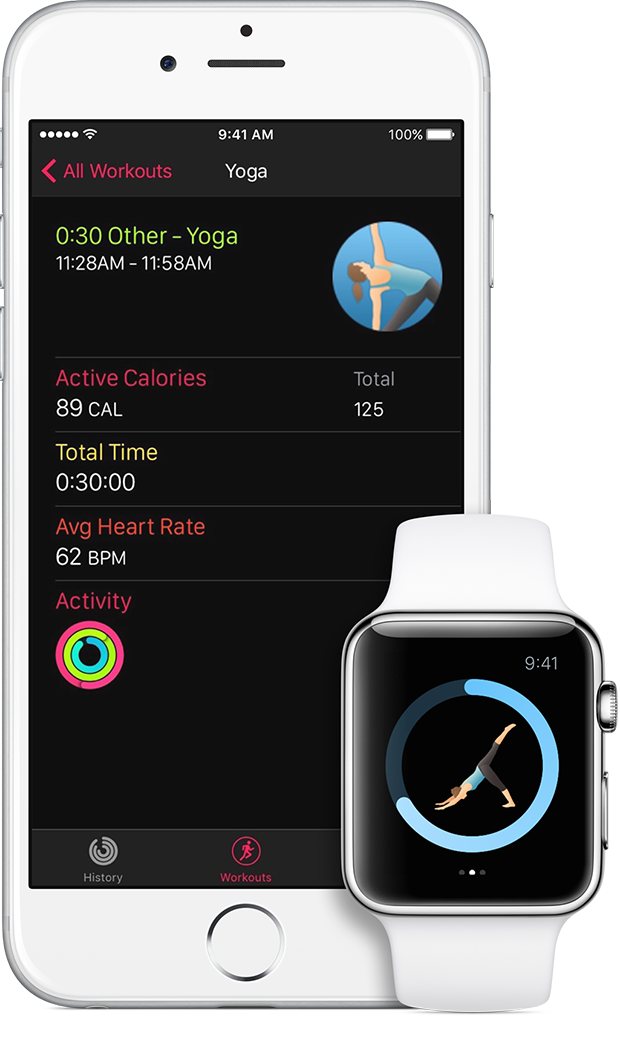 9:41 AM 100%
All Workouts Yoga
0:30 Other – Yoga
11:28AM – 11:58AM
Active Calories Total
89 CAL 125
Total Time
0:30:00
Avg Heart Rate
62 BPM
Activity
9:41
History Workouts